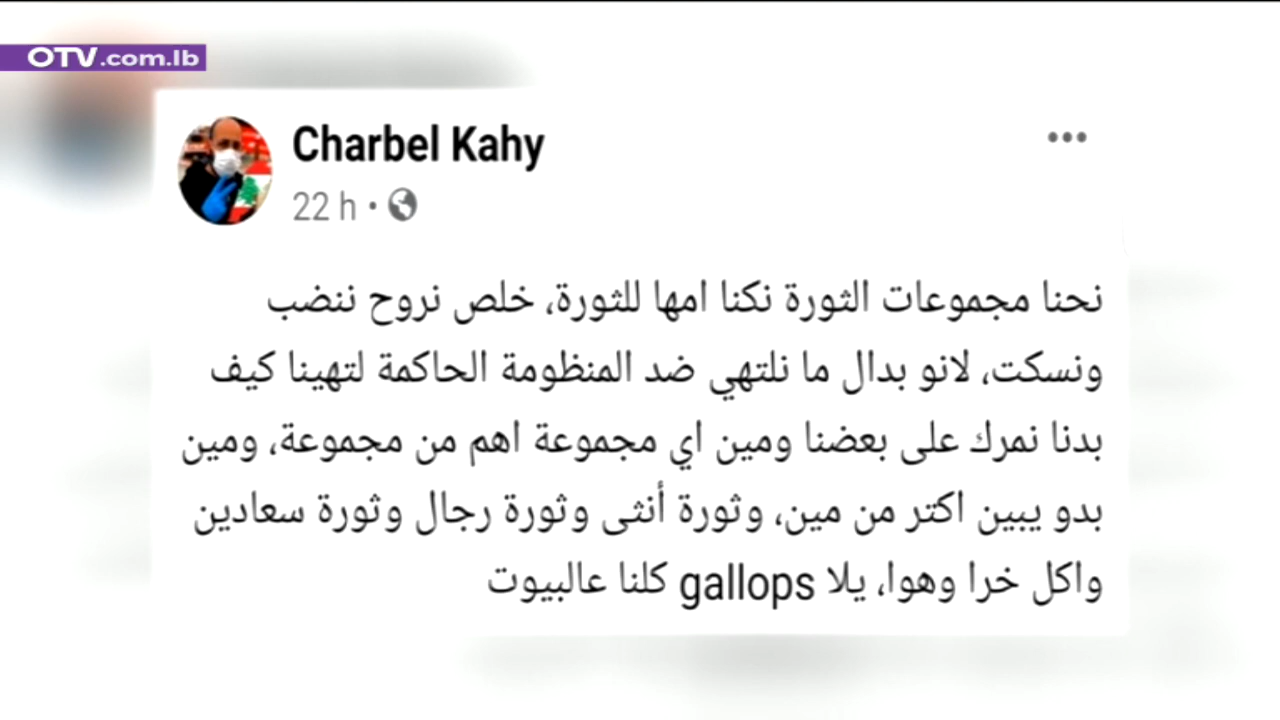 OTV.com.lb
Charbel Kahy
22 h
نحنا مجموعات الثورة نكنا امها للثورة، خلص نروح ننضب
ونسكت، لانو بدال ما نلتهي ضد المنظومة الحاكمة لتهينا كيف
بدنا نمرك على بعضنا ومين اي مجموعة اهم من مجموعة، ومين
بدو يبين اكتر من مين، وثورة أنثى وثورة رجال وثورة سعادين
واكل خرا وهوا، يلا gallops كلنا عالبيوت